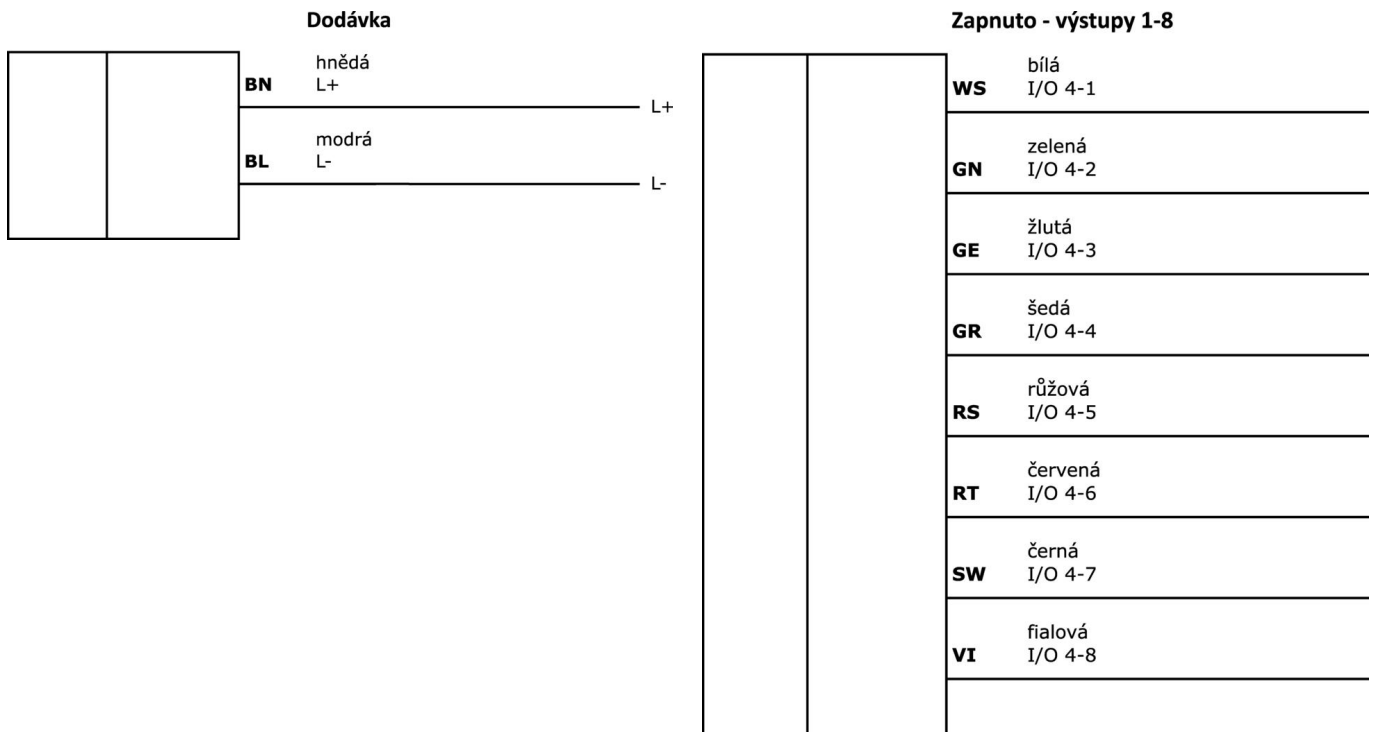 Dodávka
hnědá
BN L+
L+
modrá
BL L-
L-
Zapnuto - výstupy 1-8
bílá
WS I/O 4-1
zelená
GN I/O 4-2
žlutá
GE I/O 4-3
šedá
GR I/O 4-4
růžová
RS I/O 4-5
červená
RT I/O 4-6
černá
SW I/O 4-7
fialová
VI I/O 4-8